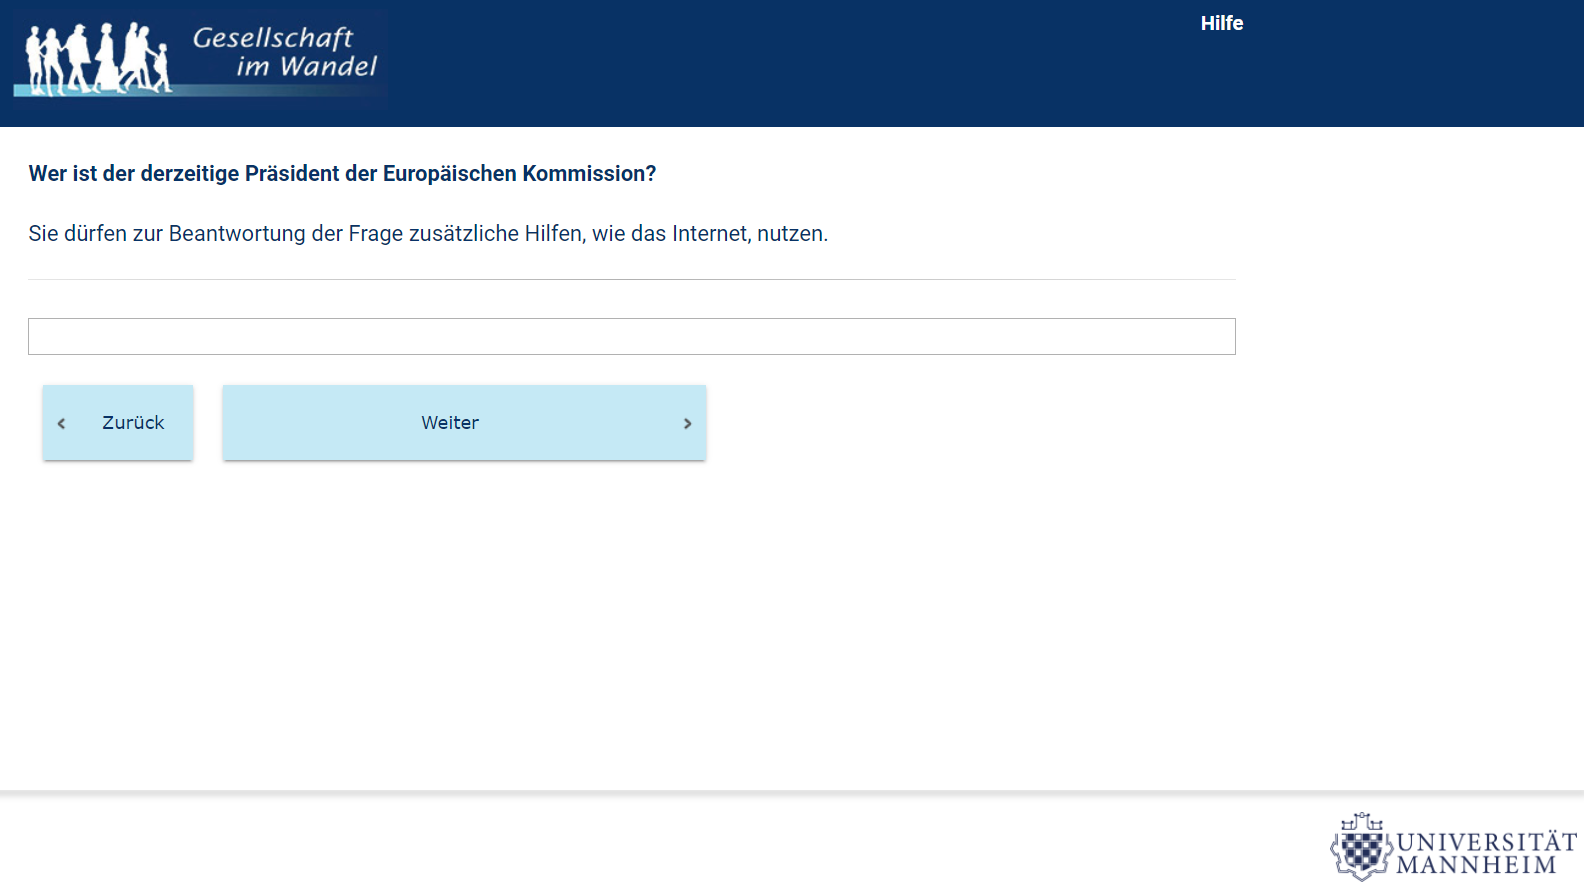 Gesellschaft
im Wandel
Hilfe
Wer ist der derzeitige Präsident der Europäischen Kommission?
Sie dürfen zur Beantwortung der Frage zusätzliche Hilfen, wie das Internet, nutzen.
Zurück
Weiter
UNIVERSITÄT
MANNHEIM